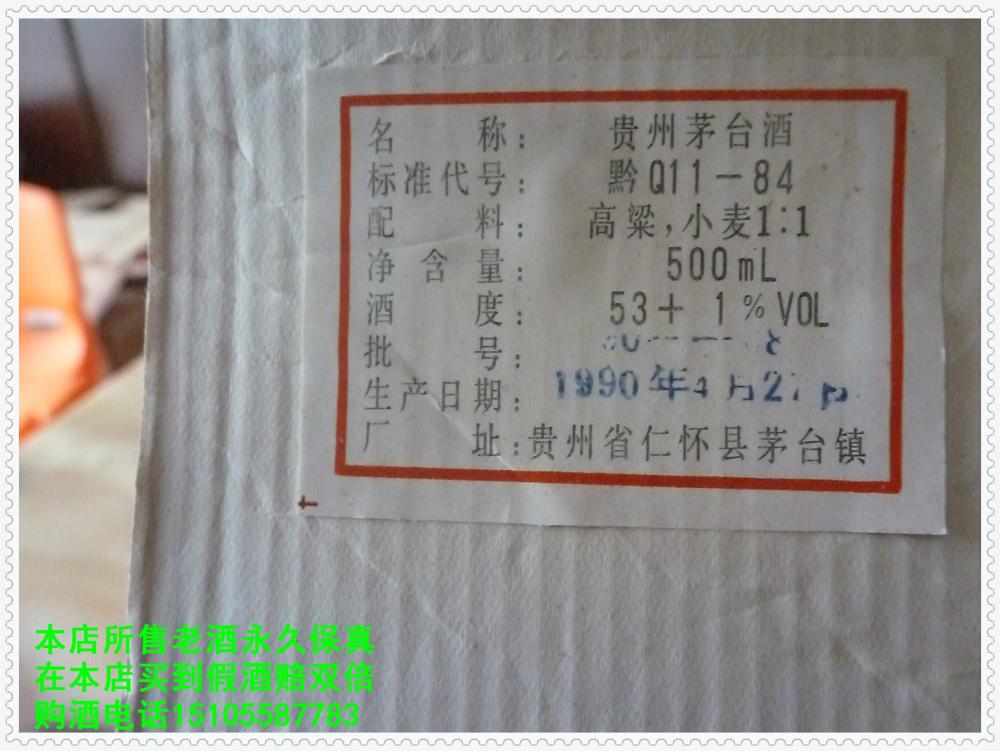 名 称： 贵州茅台酒
标准代号： 黔Q11－84
配 料： 高粱，小麦1:1
净 含 量： 500mL
酒 度： 53＋ 1％VOL
批 号：
生产日期： 1990年4月27日
厂 址：贵州省仁怀县茅台镇
本店所售老酒永久保真
在本店买到假酒赔双倍
购酒电话15105587783